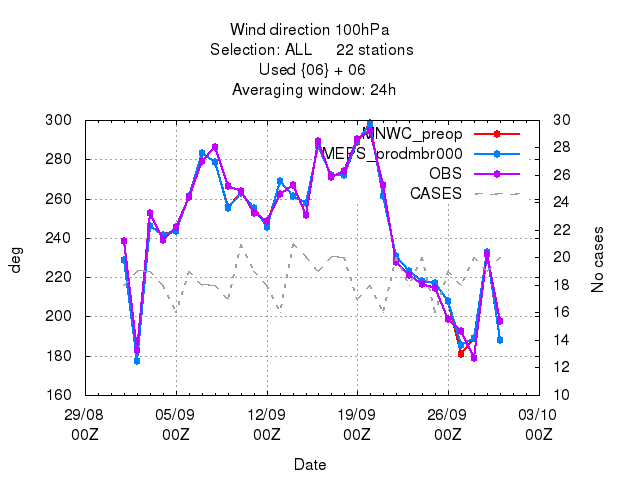 Wind direction 100hPa
Selection: ALL 22 stations
Used {06} + 06
Averaging window: 24h
300
280
260
240
220
200
180
160
deg
MNWC_preop
MEPS_prodmbr000
OBS
CASES
30
28
26
24
22
20
18
16
14
12
10
No cases
29/08 05/09 12/09 19/09 26/09 03/10
00Z 00Z 00Z 00Z 00Z 00Z
Date